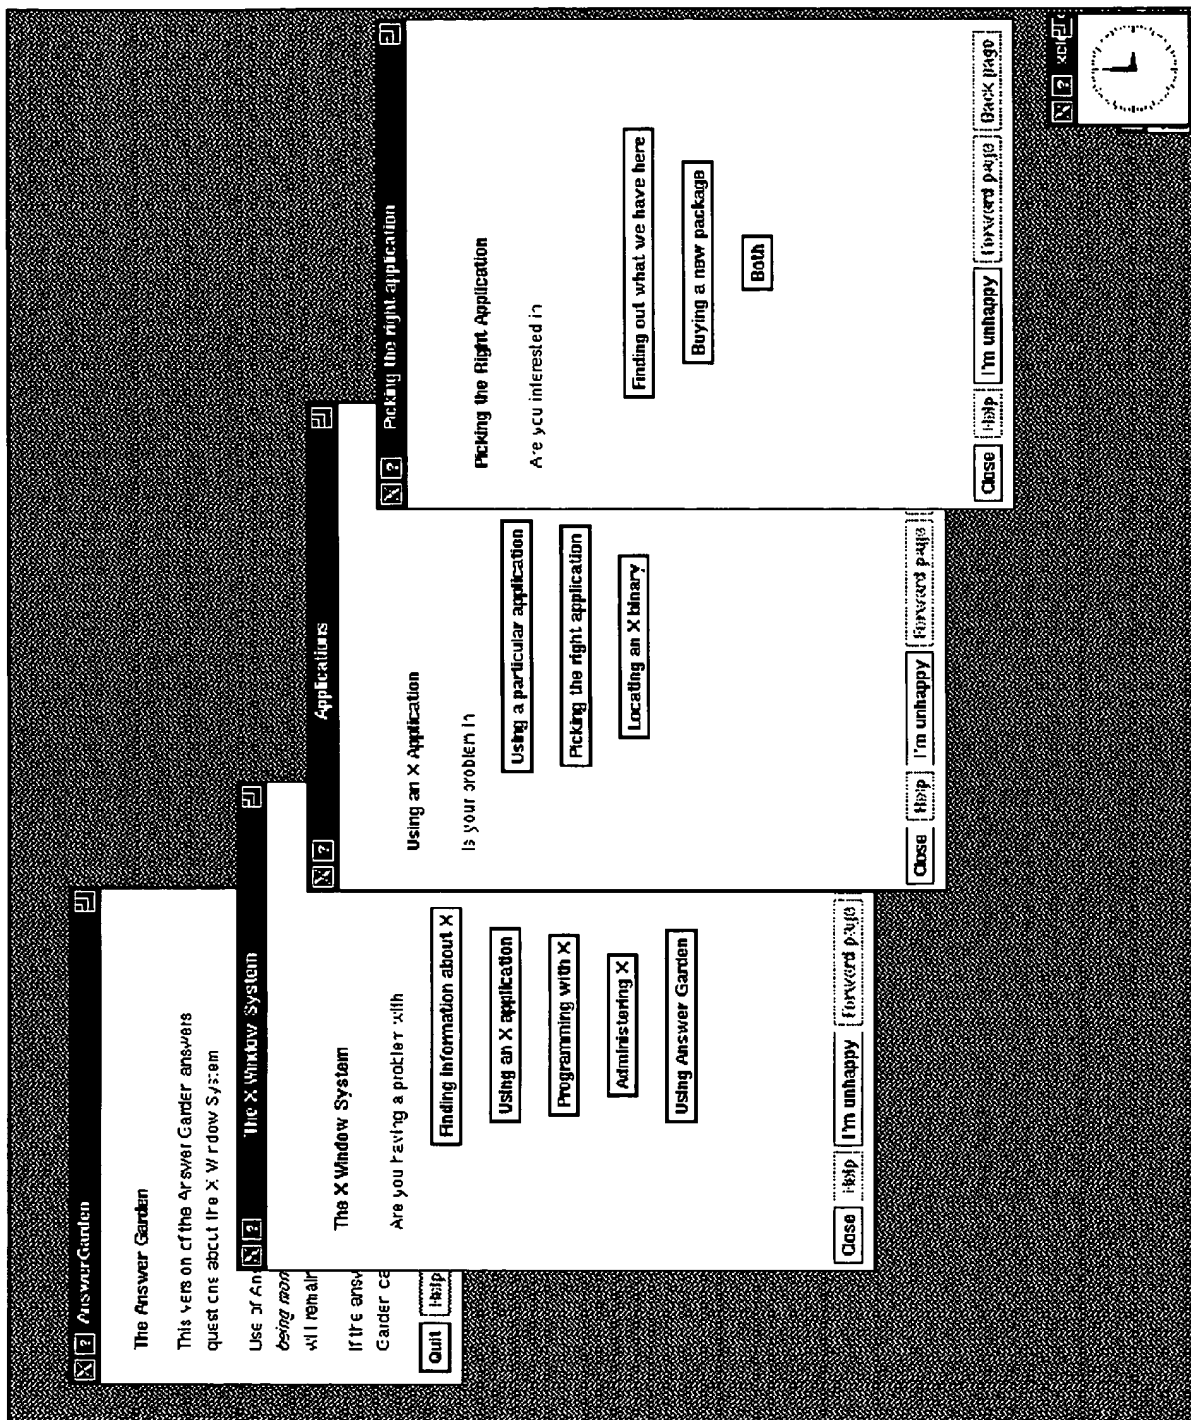 AnswerGarden
The Answer Garden
This version of the Answer Garden answers
questions about the X Window System
Use of An
being mon
will remain
If the answ
Garden ca
Quit Help
The X Window System
The X Window System
Are you having a problem with
Finding information about X
Using an X application
Programming with X
Administering X
Using Answer Garden
Close Help I'm unhappy Forward page
Applications
Using an X Application
Is your problem in
Using a particular application
Picking the right application
Locating an X binary
Close Help I'm unhappy Forward page
Picking the right application
Picking the Right Application
Are you interested in
Finding out what we have here
Buying a new package
Both
Close Help I'm unhappy Forward page Back page